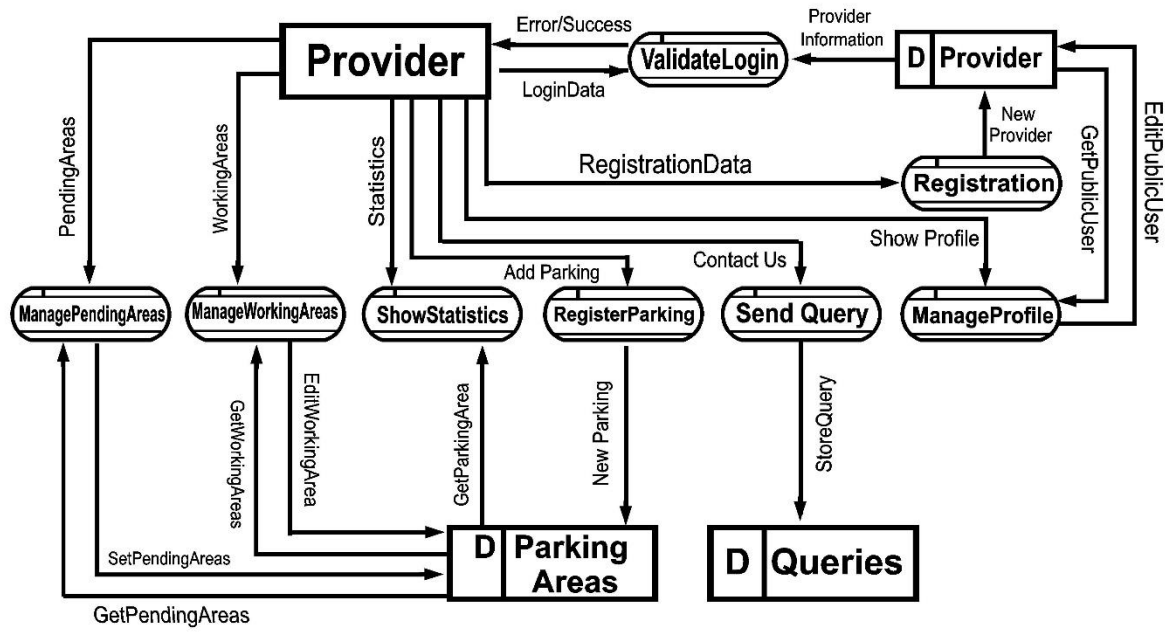 Error/Success
Provider
ValidateLogin
LoginData
Provider
Information
D Provider
New
Provider
RegistrationData
Registration
GetPublicUser
EditPublicUser
PendingAreas
WorkingAreas
Statistics
Add Parking
Contact Us
Show Profile
ManagePendingAreas
ManageWorkingAreas
ShowStatistics
RegisterParking
Send Query
ManageProfile
GetWorkingAreas
EditWorkingArea
GetParkingArea
New Parking
StoreQuery
SetPendingAreas
GetPendingAreas
D Parking
Areas
D Queries